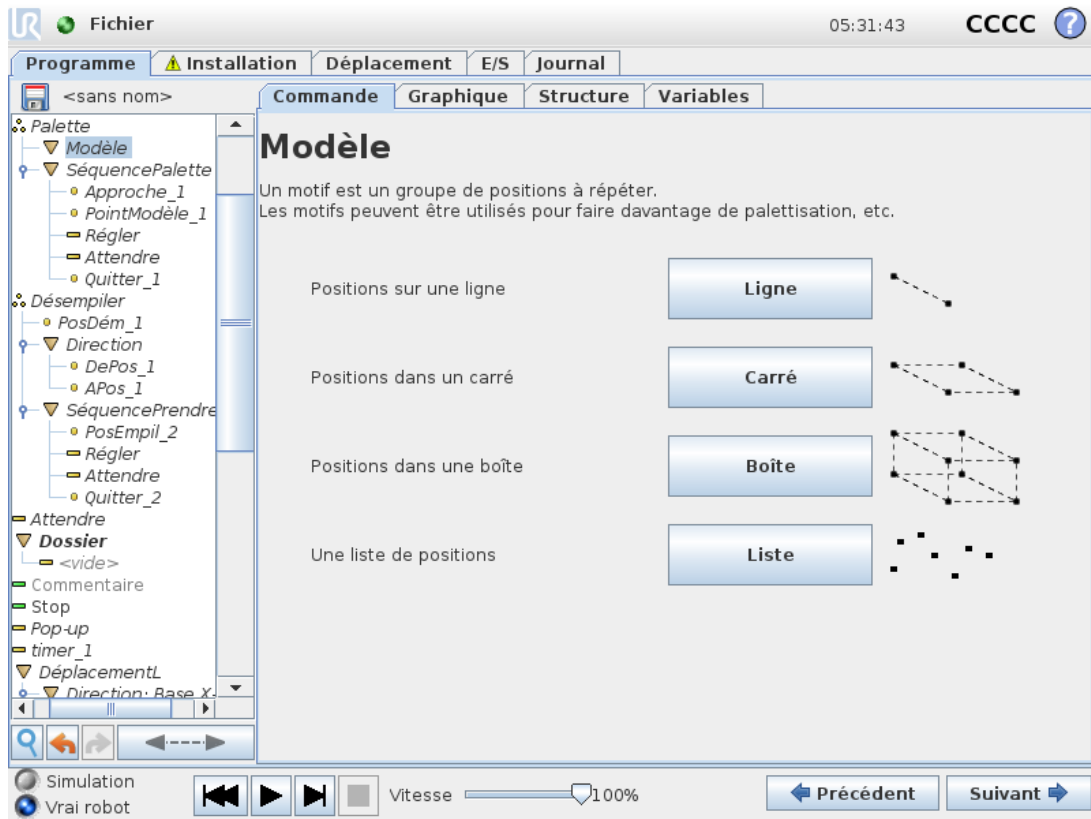 UR Fichier 05:31:43 CCCC ?
Programme Installation Déplacement E/S Journal
<sans nom> Commande Graphique Structure Variables
Palette
Modèle
SéquencePalette
Approche_1
PointModèle_1
Régler
Attendre
Quitter_1
Désempiler
PosDém_1
Direction
DePos_1
APos_1
SéquencePrendre
PosEmpil_2
Régler
Attendre
Quitter_2
Attendre
Dossier
<vide>
Commentaire
Stop
Pop-up
timer_1
DéplacementL
Direction: Base X-
Modèle
Un motif est un groupe de positions à répéter.
Les motifs peuvent être utilisés pour faire davantage de palettisation, etc.
Positions sur une ligne Ligne
Positions dans un carré Carré
Positions dans une boîte Boîte
Une liste de positions Liste
Simulation
Vrai robot
Vitesse 100%
Précédent Suivant